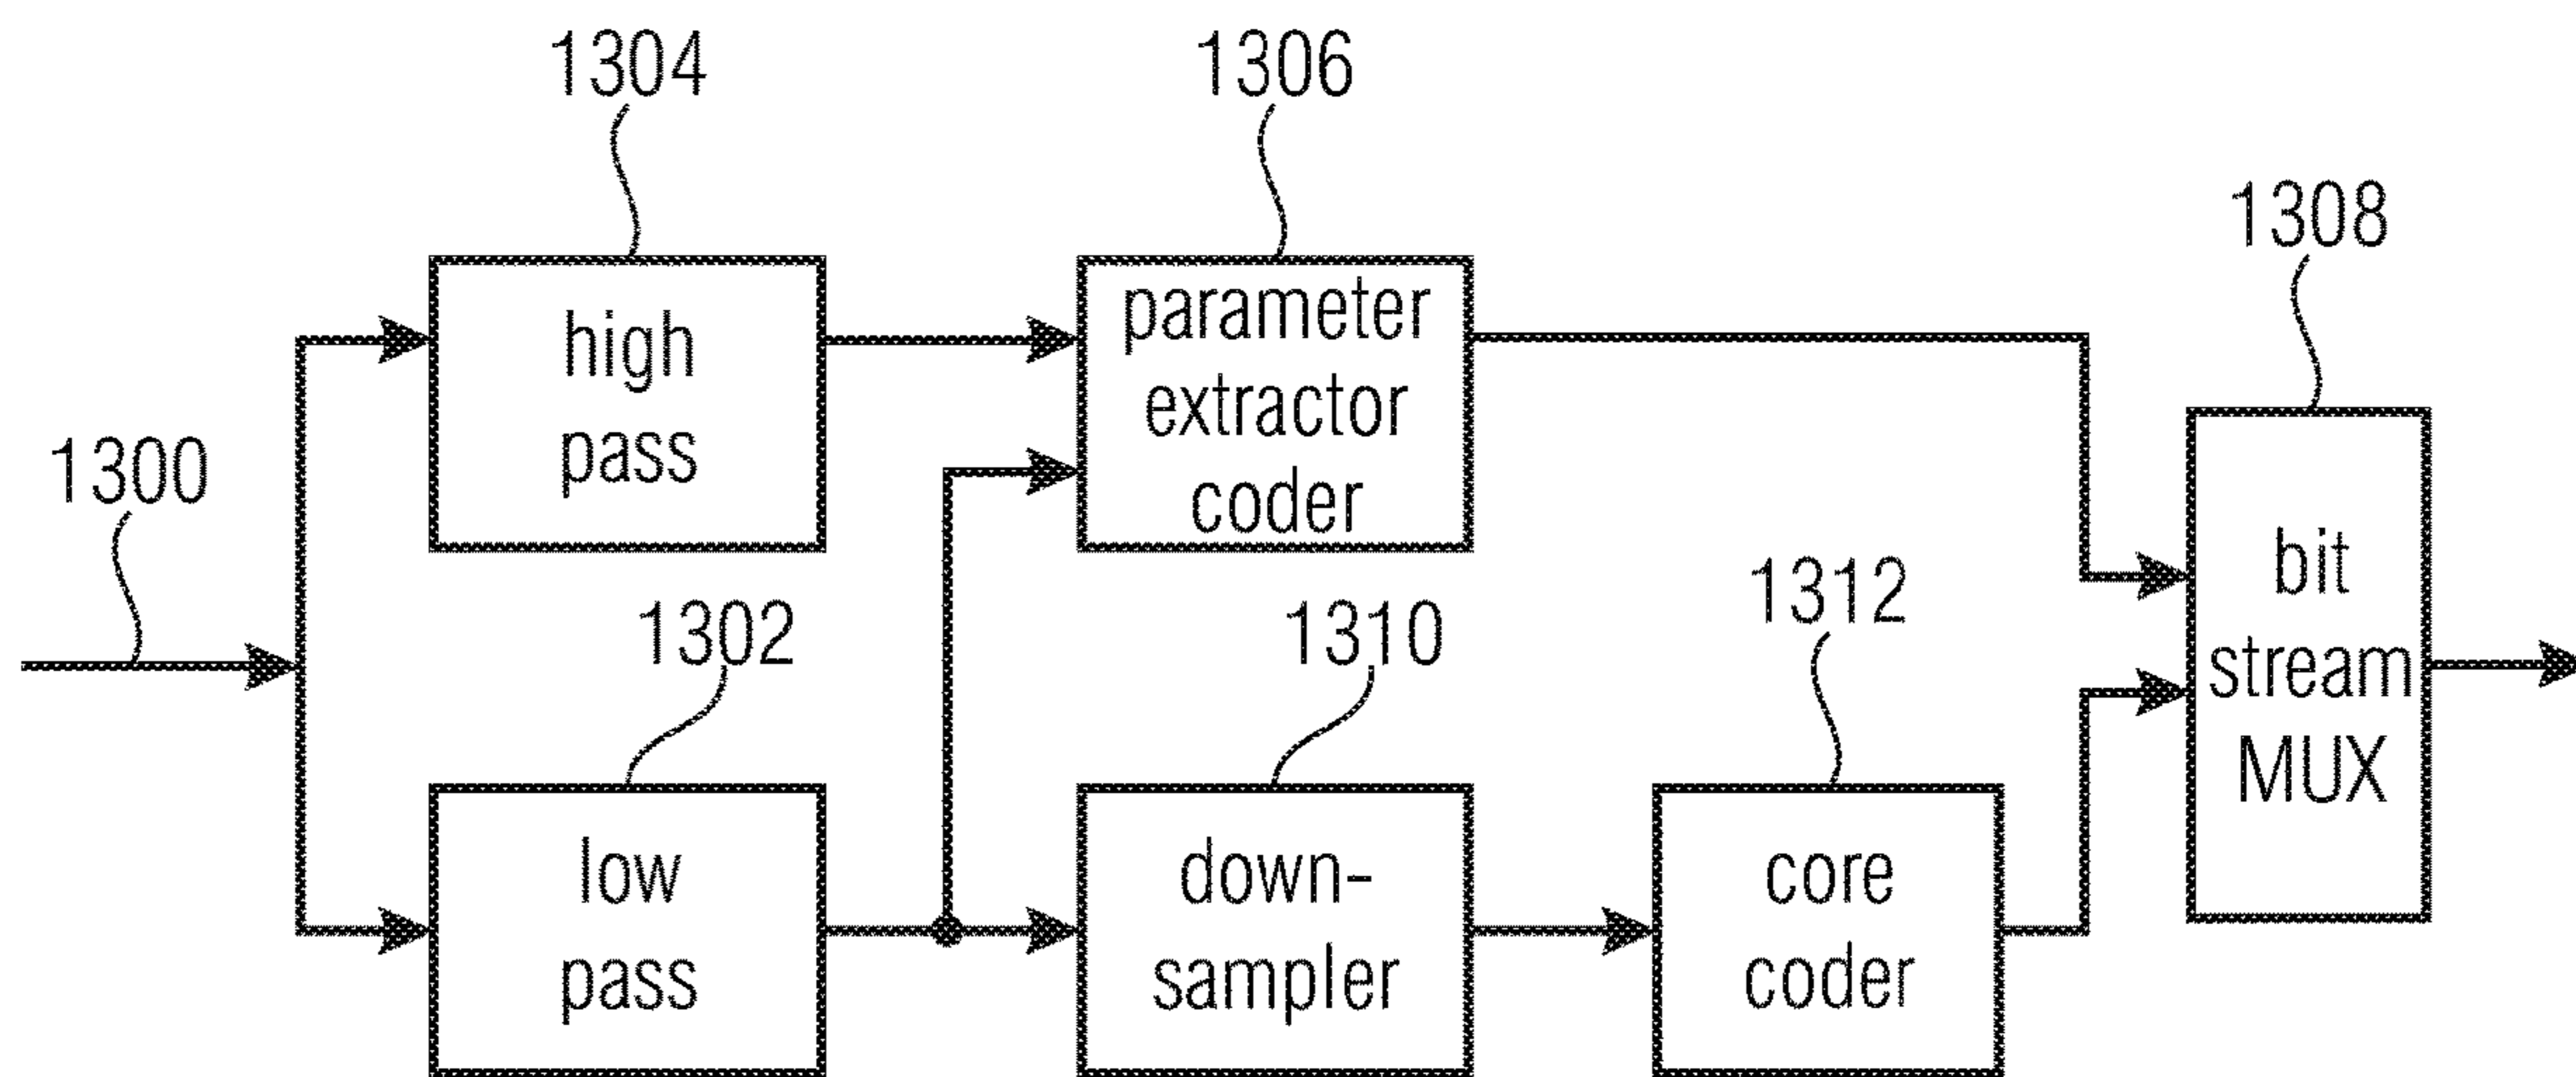 1304
1306
1308
high
pass
parameter
extractor
coder
1300
1302
1310
1312
bit
stream
MUX
low
pass
down-
sampler
core
coder